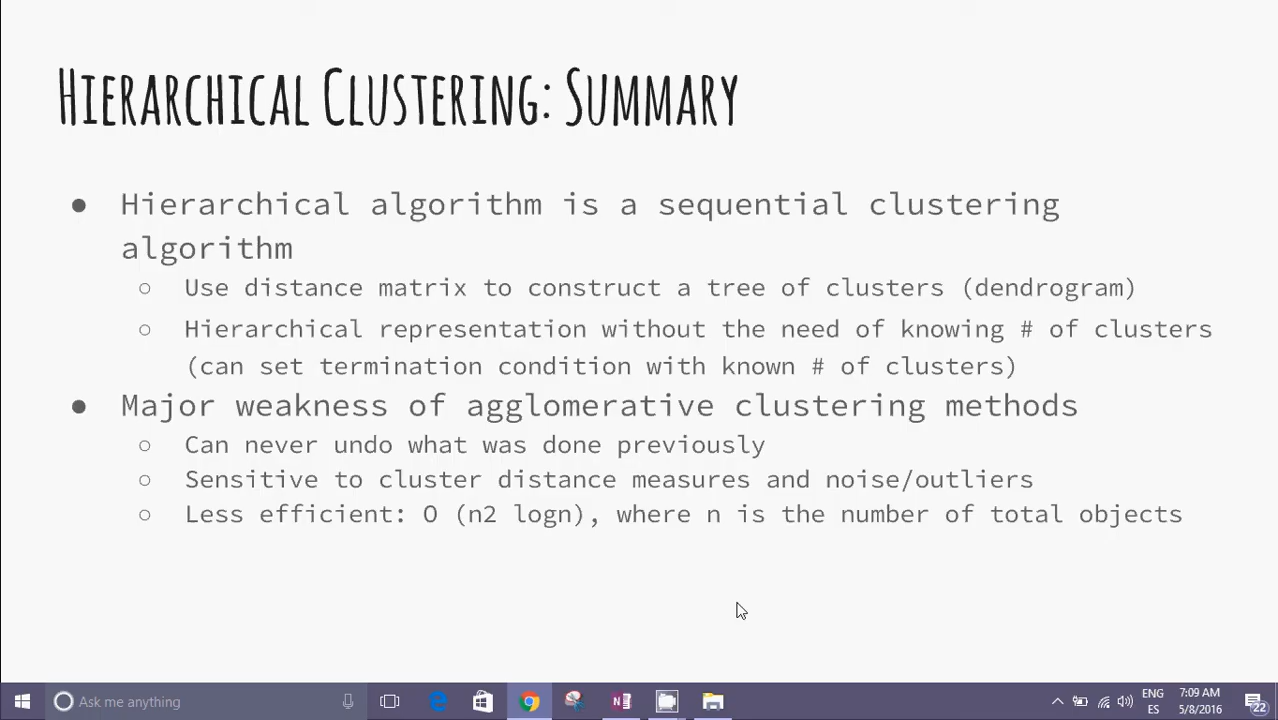 Hierarchical Clustering: Summary
● Hierarchical algorithm is a sequential clustering
algorithm
○ Use distance matrix to construct a tree of clusters (dendrogram)
○ Hierarchical representation without the need of knowing # of clusters
(can set termination condition with known # of clusters)
● Major weakness of agglomerative clustering methods
○ Can never undo what was done previously
○ Sensitive to cluster distance measures and noise/outliers
○ Less efficient: O (n2 logn), where n is the number of total objects
Ask me anything
ENG
ES
7:09 AM
5/8/2016
22